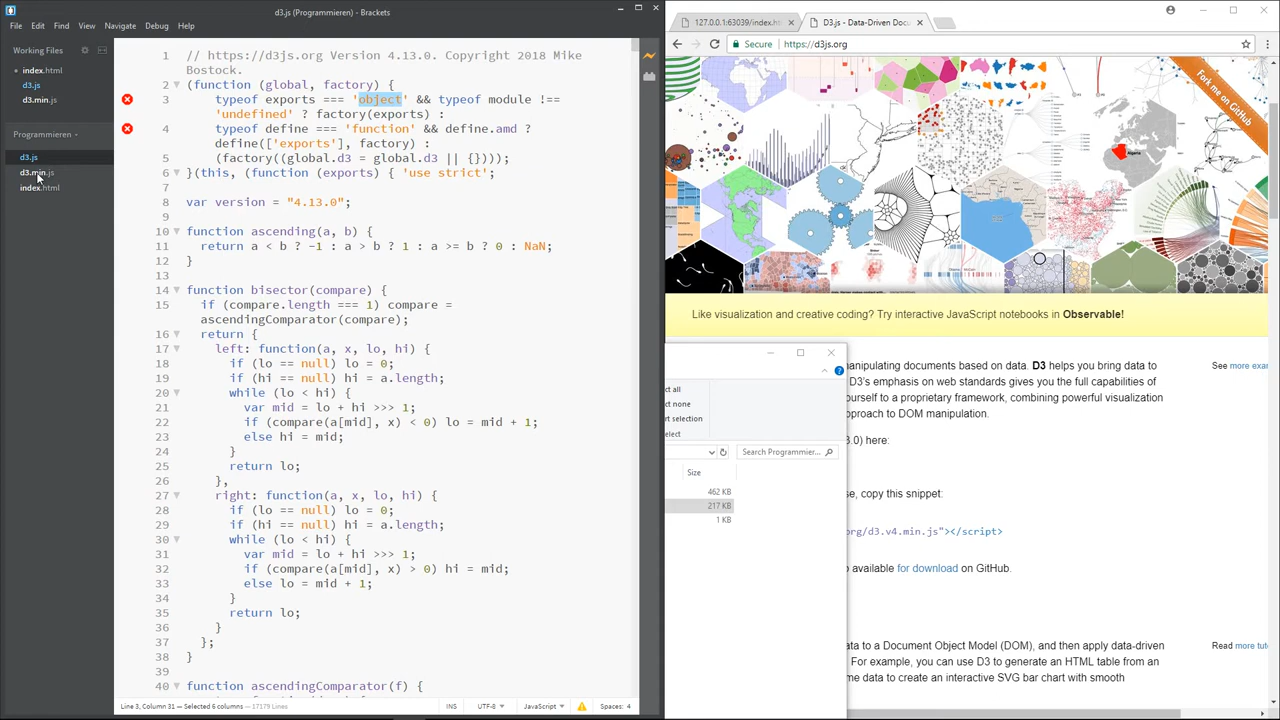 d3.js (Programmieren) - Brackets
File Edit Find View Navigate Debug Help
Working Files
index.html
d3.js
d3.min.js
Programmieren
d3.js
d3.min.js
index.html
1 // https://d3js.org Version 4.13.0. Copyright 2018 Mike
Bostock.
2 (function (global, factory)
3 typeof exports === 'object' && typeof module !==
'undefined' ? factory(exports) :
4 typeof define === 'function' && define.amd ?
define(['exports'], factory) :
5 (factory((global.d3 = global.d3 || {})));
6 (this, (function (exports) { 'use strict';
7
8 var version = "4.13.0";
9
10 function ascending(a, b) {
11 return a < b ? -1 : a > b ? 1 : a >= b ? 0 : NaN;
12 }
13
14 function bisector(compare) {
15 if (compare.length === 1) compare =
ascendingComparator(compare);
16 return {
17 left: function(a, x, lo, hi) {
18 if (lo == null) lo = 0;
19 if (hi == null) hi = a.length;
20 while (lo < hi) {
21 var mid = lo + hi >>> 1;
22 if (compare(a[mid], x) < 0) lo = mid + 1;
23 else hi = mid;
24 }
25 return lo;
26 },
27 right: function(a, x, lo, hi) {
28 if (lo == null) lo = 0;
29 if (hi == null) hi = a.length;
30 while (lo < hi) {
31 var mid = lo + hi >>> 1;
32 if (compare(a[mid], x) > 0) hi = mid;
33 else lo = mid + 1;
34 }
35 return lo;
36 }
37 };
38 }
39
40 function ascendingComparator(f) {
Line 3, Column 31 — Selected 6 columns — 17179 Lines
INS UTF-8 JavaScript Spaces: 4
127.0.0.1:63039/index.ht
D3.js - Data-Driven Doc
Secure https://d3js.org
Fork me on GitHub
Algeria
Like visualization and creative coding? Try interactive JavaScript notebooks in Observable!
anipulating documents based on data. D3 helps you bring data to
See more exa
D3's emphasis on web standards gives you the full capabilities of
ourself to a proprietary framework, combining powerful visualization
approach to DOM manipulation.
3.0) here:
se, copy this snippet:
org/d3.v4.min.js"></script>
o available for download on GitHub.
ata to a Document Object Model (DOM), and then apply data-driven
Read more tut
For example, you can use D3 to generate an HTML table from an
me data to create an interactive SVG bar chart with smooth
ct all
ct none
rt selection
elect
Search Programmier...
Size
462 KB
217 KB
1 KB